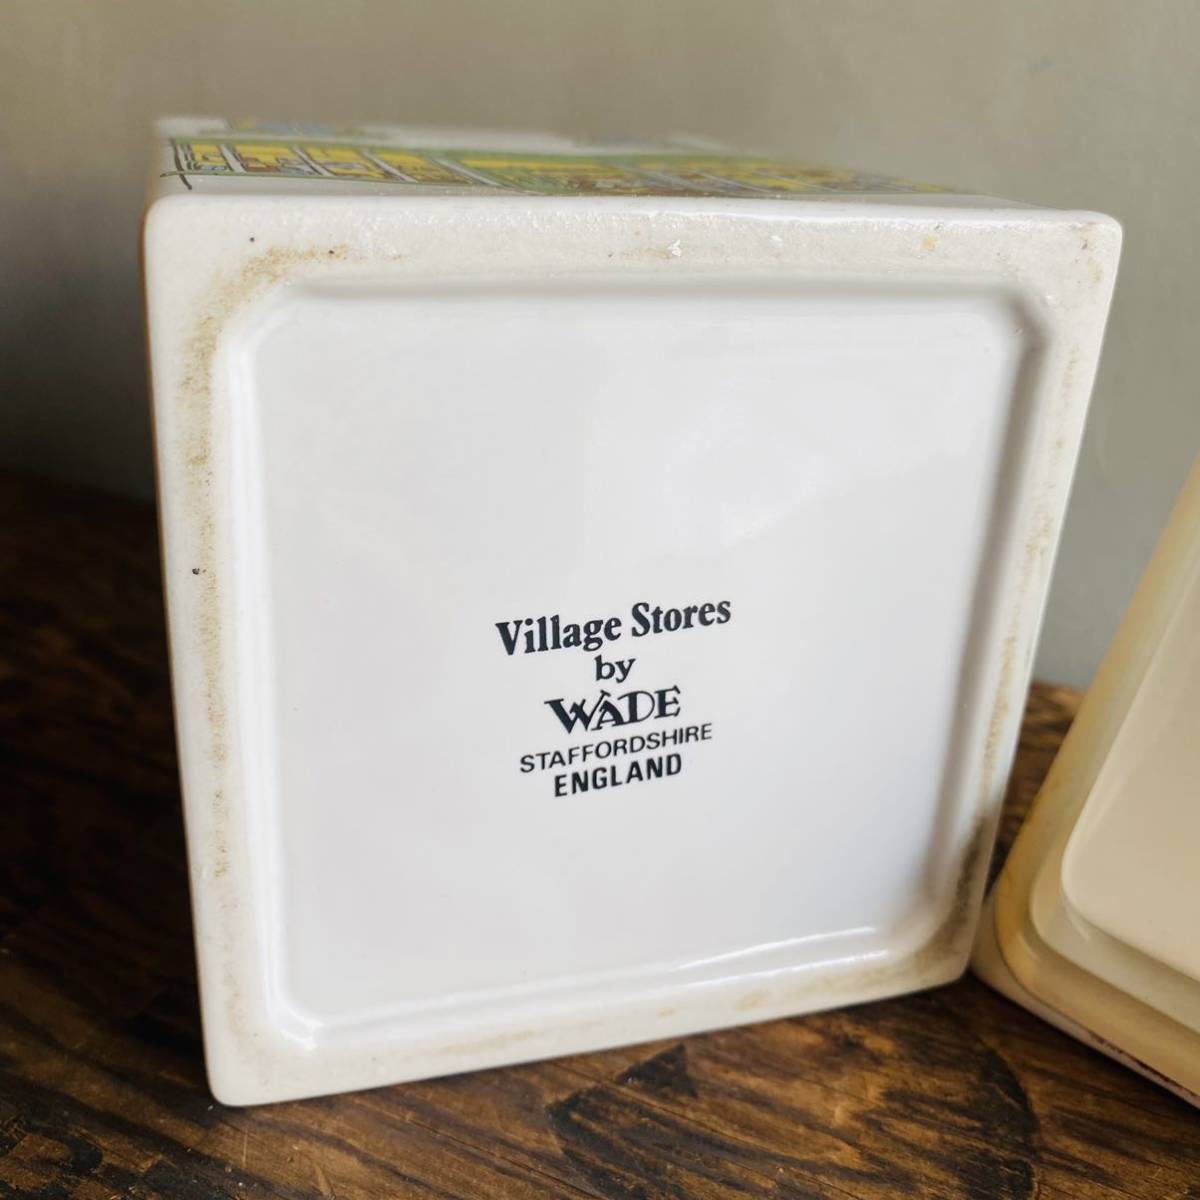 Village Stores
by
WADE
STAFFORDSHIRE
ENGLAND